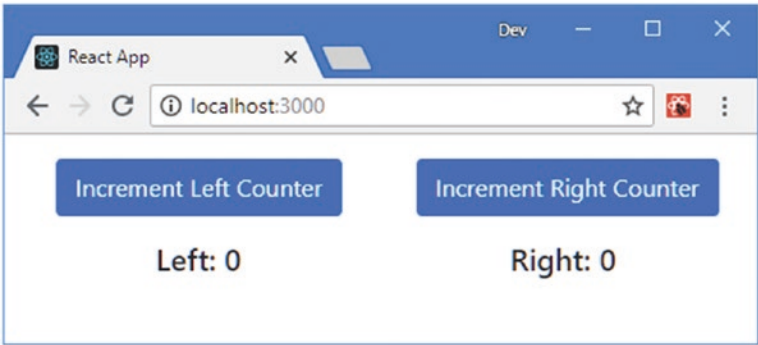 Dev
React App
localhost:3000
Increment Left Counter
Increment Right Counter
Left: 0
Right: 0